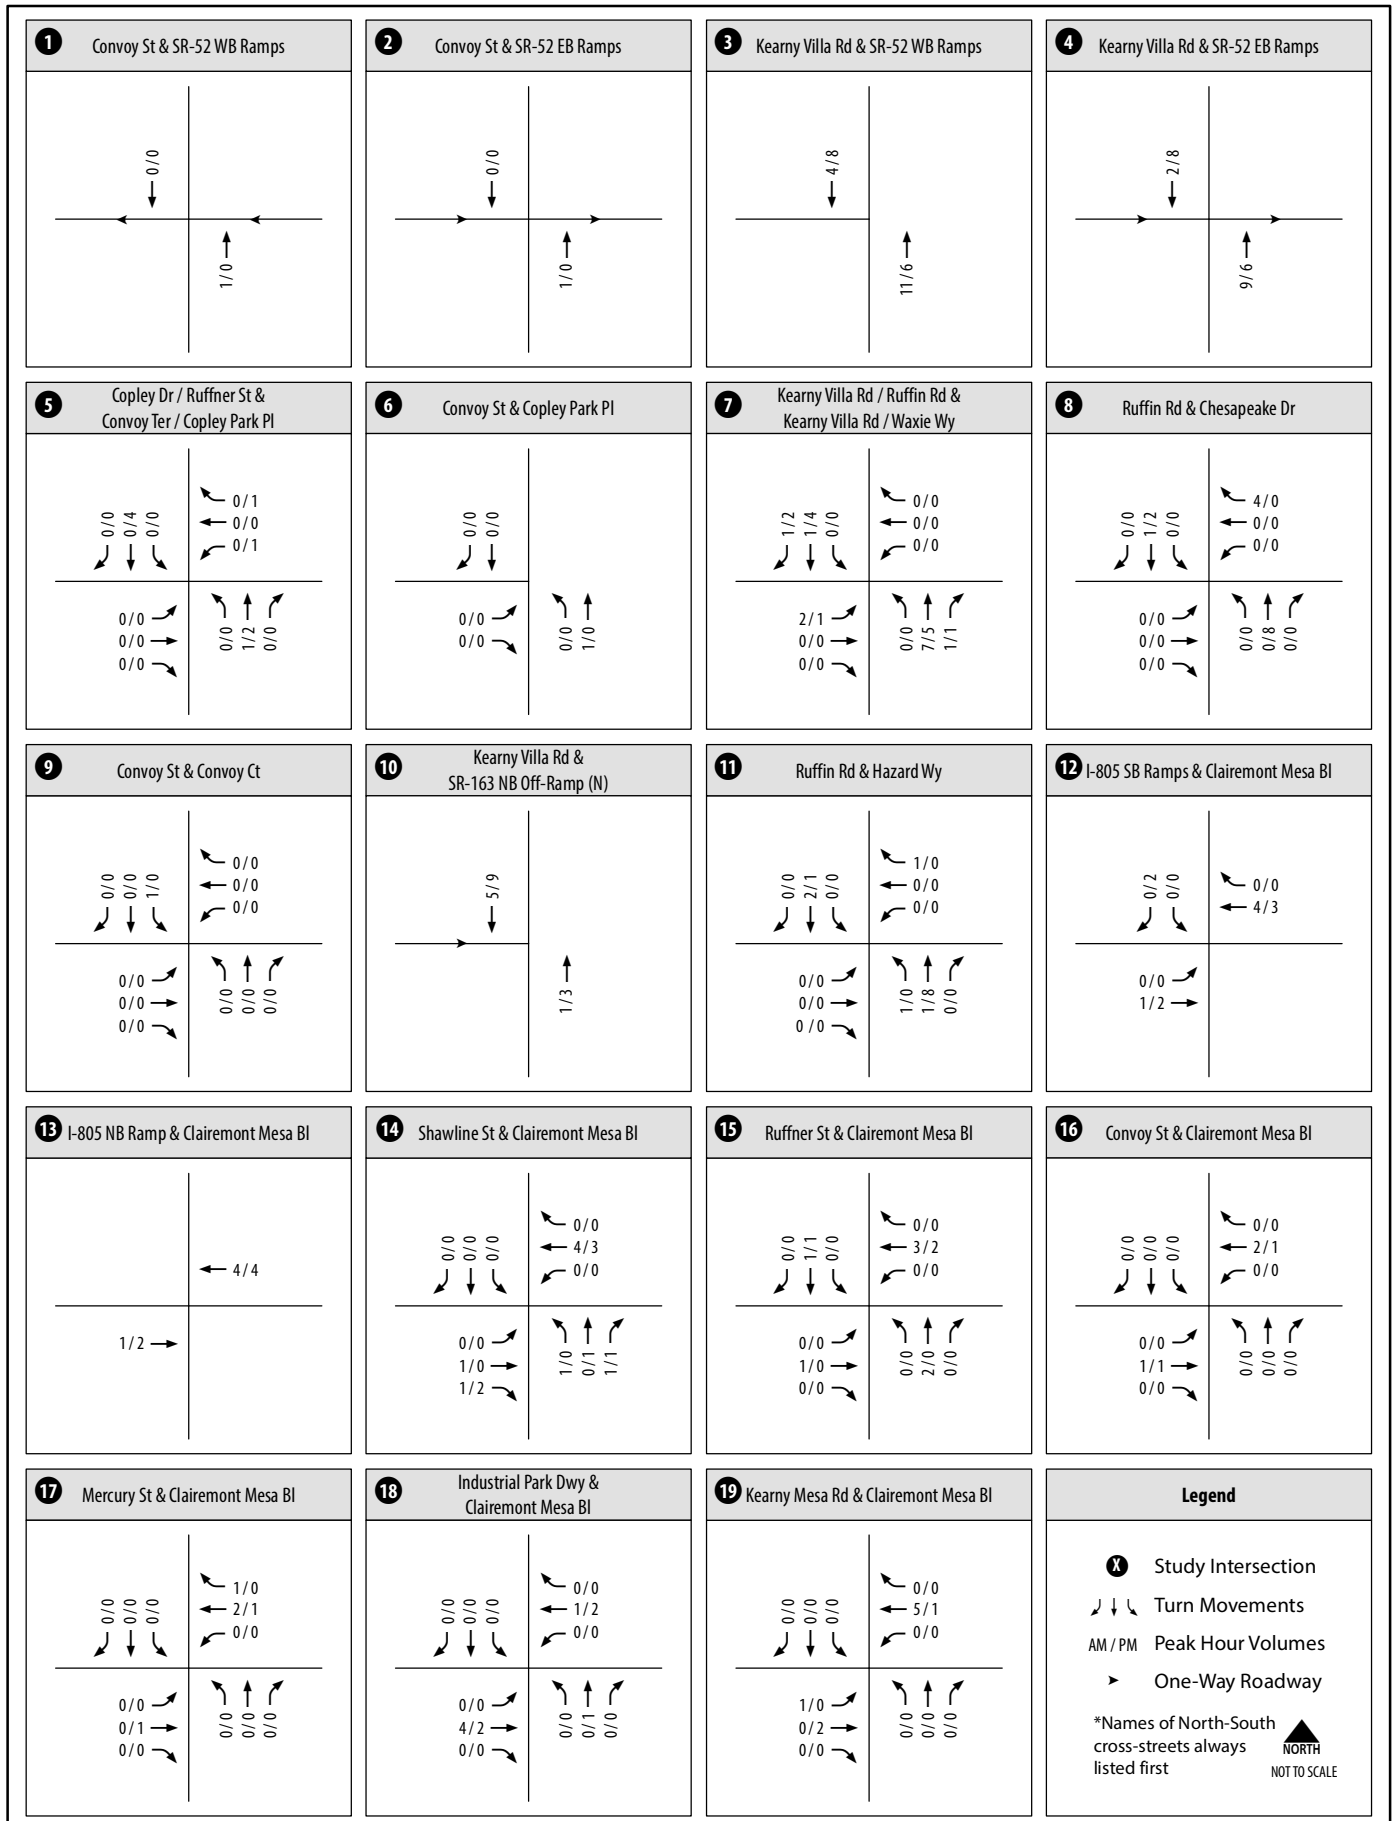 1 Convoy St & SR-52 WB Ramps
0 / 0
1 / 0
2 Convoy St & SR-52 EB Ramps
0 / 0
1 / 0
3 Kearny Villa Rd & SR-52 WB Ramps
4 / 8
11 / 6
4 Kearny Villa Rd & SR-52 EB Ramps
2 / 8
9 / 6
5 Copley Dr / Ruffner St &
Convoy Ter / Copley Park Pl
0 / 0
0 / 4
0 / 0
0 / 1
0 / 0
0 / 1
0 / 0
0 / 0
0 / 0
0 / 0
1 / 2
0 / 0
6 Convoy St & Copley Park Pl
0 / 0
0 / 0
0 / 0
0 / 0
0 / 0
1 / 0
7 Kearny Villa Rd / Ruffin Rd &
Kearny Villa Rd / Waxie Wy
1 / 2
1 / 4
0 / 0
0 / 0
0 / 0
0 / 0
2 / 1
0 / 0
0 / 0
0 / 0
7 / 5
1 / 1
8 Ruffin Rd & Chesapeake Dr
0 / 0
1 / 2
0 / 0
4 / 0
0 / 0
0 / 0
0 / 0
0 / 0
0 / 0
0 / 0
0 / 8
0 / 0
9 Convoy St & Convoy Ct
0 / 0
0 / 0
1 / 0
0 / 0
0 / 0
0 / 0
0 / 0
0 / 0
0 / 0
0 / 0
0 / 0
0 / 0
10 Kearny Villa Rd &
SR-163 NB Off-Ramp (N)
5 / 9
1 / 3
11 Ruffin Rd & Hazard Wy
0 / 0
2 / 1
0 / 0
1 / 0
0 / 0
0 / 0
0 / 0
0 / 0
0 / 0
1 / 0
1 / 8
0 / 0
12 I-805 SB Ramps & Clairemont Mesa Bl
0 / 2
0 / 0
0 / 0
4 / 3
0 / 0
1 / 2
13 I-805 NB Ramp & Clairemont Mesa Bl
4 / 4
1 / 2
14 Shawline St & Clairemont Mesa Bl
0 / 0
0 / 0
0 / 0
0 / 0
4 / 3
0 / 0
0 / 0
1 / 0
1 / 2
1 / 0
0 / 1
1 / 1
15 Ruffner St & Clairemont Mesa Bl
0 / 0
1 / 1
0 / 0
0 / 0
3 / 2
0 / 0
0 / 0
1 / 0
0 / 0
0 / 0
2 / 0
0 / 0
16 Convoy St & Clairemont Mesa Bl
0 / 0
0 / 0
0 / 0
0 / 0
2 / 1
0 / 0
0 / 0
1 / 1
0 / 0
0 / 0
0 / 0
0 / 0
17 Mercury St & Clairemont Mesa Bl
0 / 0
0 / 0
0 / 0
1 / 0
2 / 1
0 / 0
0 / 0
0 / 1
0 / 0
0 / 0
0 / 0
0 / 0
18 Industrial Park Dwy &
Clairemont Mesa Bl
0 / 0
0 / 0
0 / 0
0 / 0
1 / 2
0 / 0
0 / 0
4 / 2
0 / 0
0 / 0
0 / 1
0 / 0
19 Kearny Mesa Rd & Clairemont Mesa Bl
0 / 0
0 / 0
0 / 0
0 / 0
5 / 1
0 / 0
1 / 0
0 / 2
0 / 0
0 / 0
0 / 0
0 / 0
Legend
X Study Intersection
Turn Movements
AM / PM Peak Hour Volumes
One-Way Roadway
*Names of North-South
cross-streets always
listed first
NORTH
NOT TO SCALE